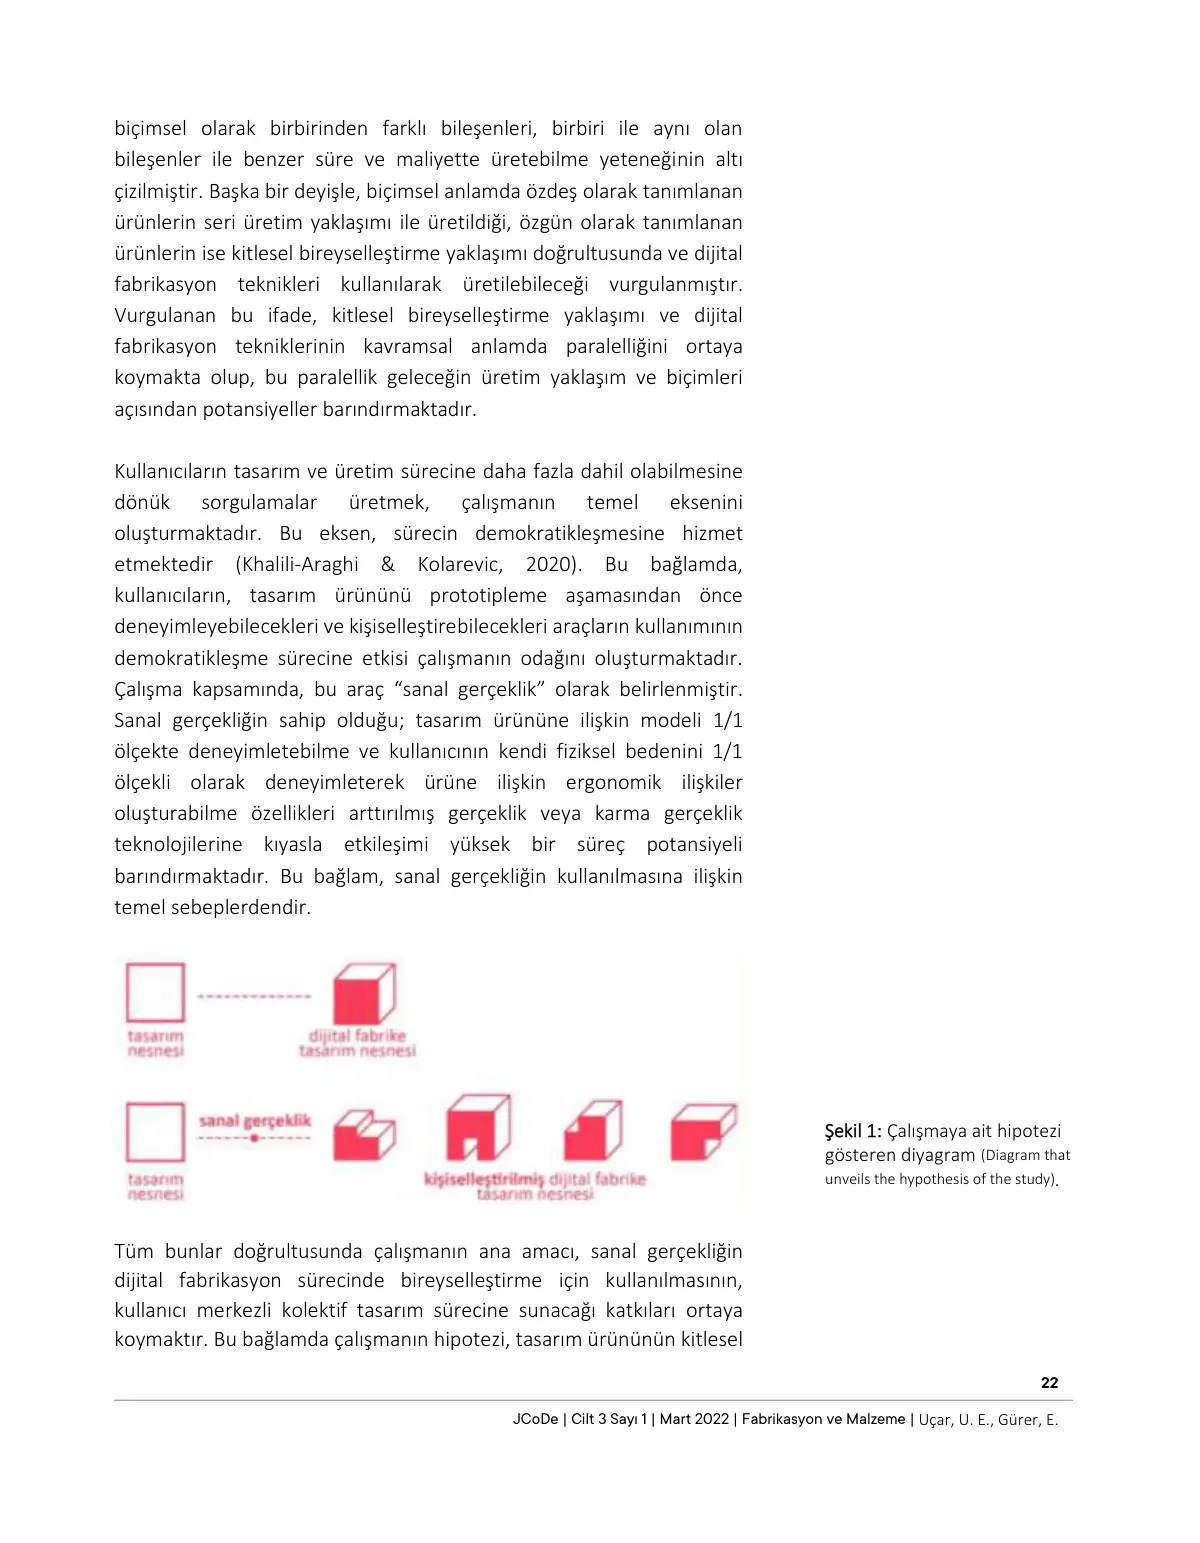 biçimsel olarak birbirinden farklı bileşenleri, birbiri ile aynı olan
bileşenler ile benzer süre ve maliyette üretebilme yeteneğinin altı
çizilmiştir. Başka bir deyişle, biçimsel anlamda özdeş olarak tanımlanan
ürünlerin seri üretim yaklaşımı ile üretildiği, özgün olarak tanımlanan
ürünlerin ise kitlesel bireyselleştirme yaklaşımı doğrultusunda ve dijital
fabrikasyon teknikleri kullanılarak üretilebileceği vurgulanmıştır.
Vurgulanan bu ifade, kitlesel bireyselleştirme yaklaşımı ve dijital
fabrikasyon tekniklerinin kavramsal anlamda paralelliğini ortaya
koymakta olup, bu paralellik geleceğin üretim yaklaşım ve biçimleri
açısından potansiyeller barındırmaktadır.
Kullanıcıların tasarım ve üretim sürecine daha fazla dahil olabilmesine
dönük sorgulamalar üretmek, çalışmanın temel eksenini
oluşturmaktadır. Bu eksen, sürecin demokratikleşmesine hizmet
etmektedir (Khalili-Araghi & Kolarevic, 2020). Bu bağlamda,
kullanıcıların, tasarım ürününü prototipleme aşamasından önce
deneyimleyebilecekleri ve kişiselleştirebilecekleri araçların kullanımının
demokratikleşme sürecine etkisi çalışmanın odağını oluşturmaktadır.
Çalışma kapsamında, bu araç “sanal gerçeklik” olarak belirlenmiştir.
Sanal gerçekliğin sahip olduğu; tasarım ürününe ilişkin modeli 1/1
ölçekte deneyimletebilme ve kullanıcının kendi fiziksel bedenini 1/1
ölçekli olarak deneyimleterek ürüne ilişkin ergonomik ilişkiler
oluşturabilme özellikleri arttırılmış gerçeklik veya karma gerçeklik
teknolojilerine kıyasla etkileşimi yüksek bir süreç potansiyeli
barındırmaktadır. Bu bağlam, sanal gerçekliğin kullanılmasına ilişkin
temel sebeplerdendir.
tasarım
nesnesi
dijital fabrike
tasarım nesnesi
sanal gerçeklik
tasarım
nesnesi
kişiselleştirilmiş dijital fabrike
tasarım nesnesi
Şekil 1: Çalışmaya ait hipotezi
gösteren diyagram (Diagram that
unveils the hypothesis of the study).
Tüm bunlar doğrultusunda çalışmanın ana amacı, sanal gerçekliğin
dijital fabrikasyon sürecinde bireyselleştirme için kullanılmasının,
kullanıcı merkezli kolektif tasarım sürecine sunacağı katkıları ortaya
koymaktır. Bu bağlamda çalışmanın hipotezi, tasarım ürününün kitlesel
22
JCoDe | Cilt 3 Sayı 1 | Mart 2022 | Fabrikasyon ve Malzeme | Uçar, U. E., Gürer, E.